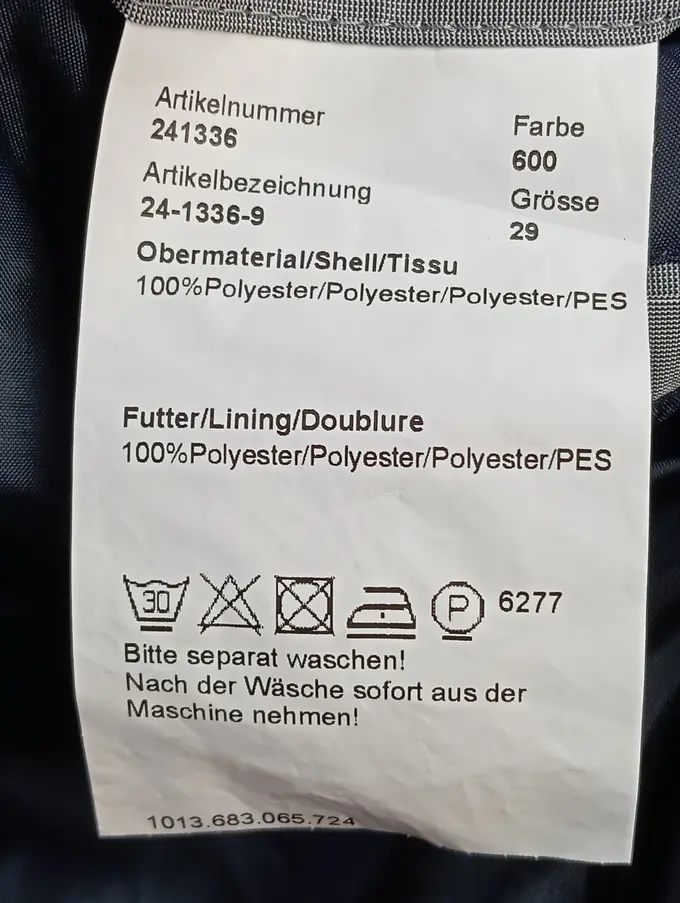 Artikelnummer
241336
Farbe
600
Artikelbezeichnung
24-1336-9
Grösse
29
Obermaterial/Shell/Tissu
100%Polyester/Polyester/Polyester/PES
Futter/Lining/Doublure
100%Polyester/Polyester/Polyester/PES
30 P 6277
Bitte separat waschen!
Nach der Wäsche sofort aus der
Maschine nehmen!
1013.683.065.724